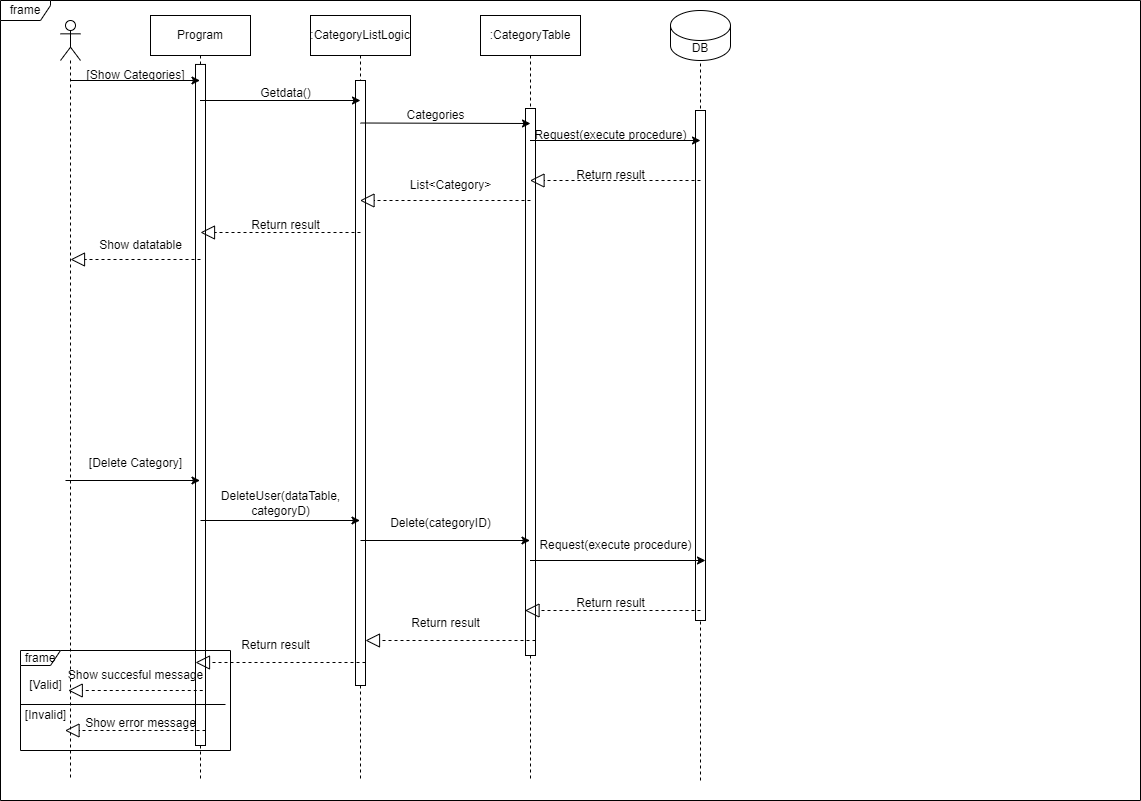 frame
Program
:CategoryListLogic
:CategoryTable
DB
[Show Categories]
Getdata()
Categories
Request(execute procedure)
Return result
List<Category>
Return result
Show datatable
[Delete Category]
DeleteUser(dataTable,
categoryD)
Delete(categoryID)
Request(execute procedure)
Return result
Return result
Return result
frame
Show succesful message
[Valid]
[Invalid]
Show error message